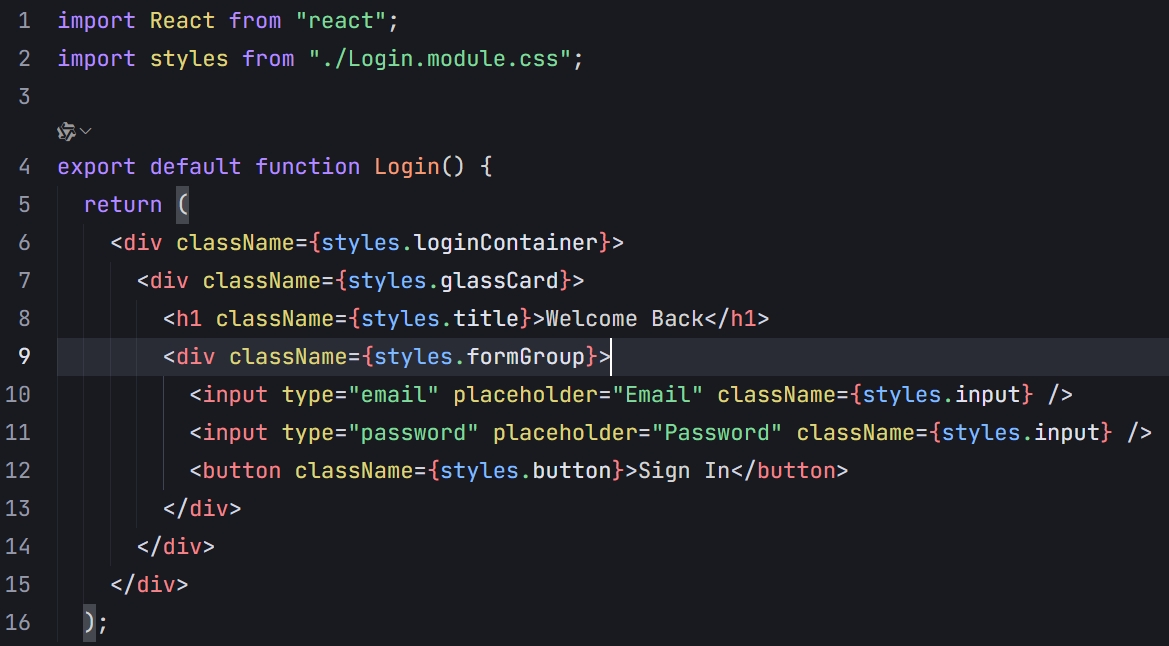 1 import React from "react";
2 import styles from "./Login.module.css";
3
4 export default function Login() {
5   return (
6     <div className={styles.loginContainer}>
7       <div className={styles.glassCard}>
8         <h1 className={styles.title}>Welcome Back</h1>
9         <div className={styles.formGroup}>
10           <input type="email" placeholder="Email" className={styles.input} />
11           <input type="password" placeholder="Password" className={styles.input} />
12           <button className={styles.button}>Sign In</button>
13         </div>
14       </div>
15     </div>
16   );